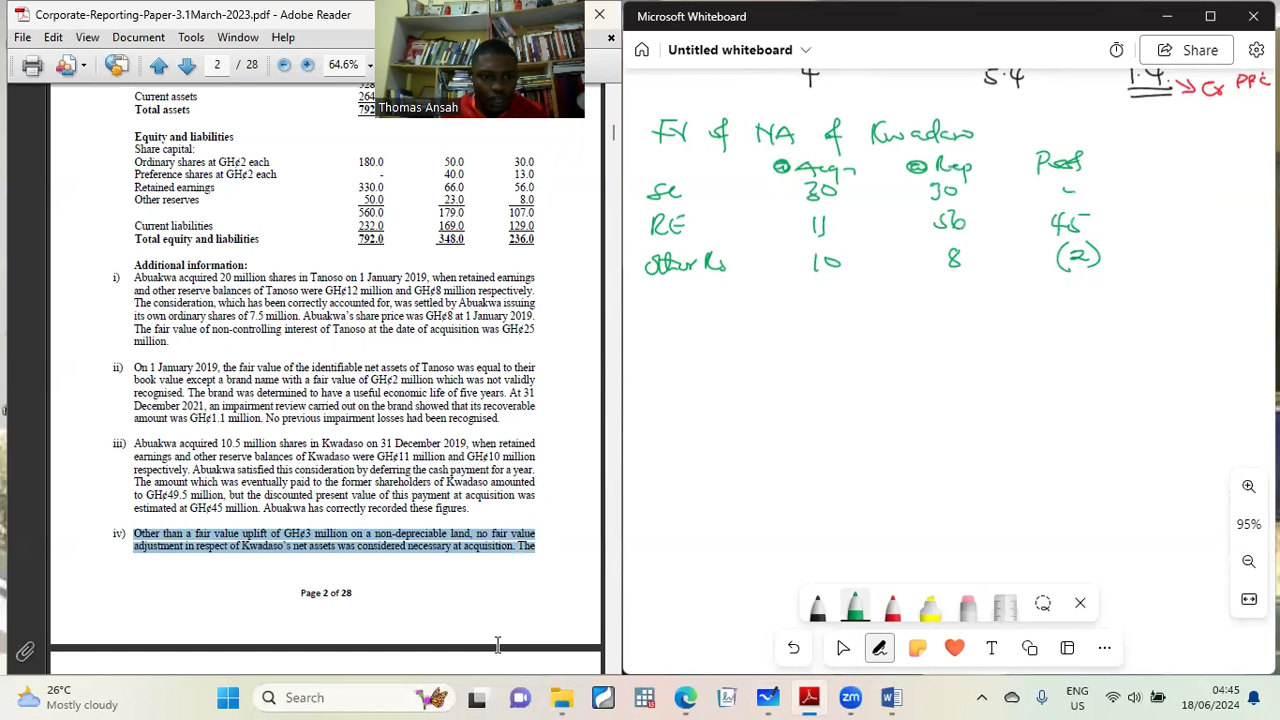 Corporate-Reporting-Paper-3.1March-2023.pdf - Adobe Reader
File Edit View Document Tools Window Help
2 / 28 64.6%
Thomas Ansah
Current assets 264
Total assets 792
Equity and liabilities
Share capital:
Ordinary shares at GH¢2 each 180.0 50.0 30.0
Preference shares at GH¢2 each - 40.0 13.0
Retained earnings 330.0 66.0 56.0
Other reserves 50.0 23.0 8.0
560.0 179.0 107.0
Current liabilities 232.0 169.0 129.0
Total equity and liabilities 792.0 348.0 236.0
Additional information:
i) Abuakwa acquired 20 million shares in Tanoso on 1 January 2019, when retained earnings
and other reserve balances of Tanoso were GH¢12 million and GH¢8 million respectively.
The consideration, which has been correctly accounted for, was settled by Abuakwa issuing
its own ordinary shares of 7.5 million. Abuakwa's share price was GH¢8 at 1 January 2019.
The fair value of non-controlling interest of Tanoso at the date of acquisition was GH¢25
million.
ii) On 1 January 2019, the fair value of the identifiable net assets of Tanoso was equal to their
book value except a brand name with a fair value of GH¢2 million which was not validly
recognised. The brand was determined to have a useful economic life of five years. At 31
December 2021, an impairment review carried out on the brand showed that its recoverable
amount was GH¢1.1 million. No previous impairment losses had been recognised.
iii) Abuakwa acquired 10.5 million shares in Kwadaso on 31 December 2019, when retained
earnings and other reserve balances of Kwadaso were GH¢11 million and GH¢10 million
respectively. Abuakwa satisfied this consideration by deferring the cash payment for a year.
The amount which was eventually paid to the former shareholders of Kwadaso amounted
to GH¢49.5 million, but the discounted present value of this payment at acquisition was
estimated at GH¢45 million. Abuakwa has correctly recorded these figures.
iv) Other than a fair value uplift of GH¢3 million on a non-depreciable land, no fair value
adjustment in respect of Kwadaso's net assets was considered necessary at acquisition. The
Page 2 of 28
Microsoft Whiteboard
Untitled whiteboard
Share
4 5.4 1.4 → Cr PPE
FV of NA of Kwadaso
@ Acqn @ Rep
SC 30 30 -
RE 11 56 45
Other Rs 10 8 (2)
95%
26°C
Mostly cloudy
Search
ENG
US
04:45
18/06/2024